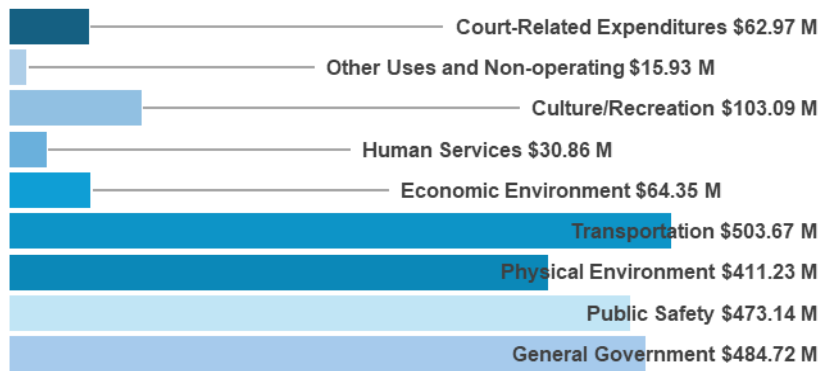 Court-Related Expenditures $62.97 M
Other Uses and Non-operating $15.93 M
Culture/Recreation $103.09 M
Human Services $30.86 M
Economic Environment $64.35 M
Transportation $503.67 M
Physical Environment $411.23 M
Public Safety $473.14 M
General Government $484.72 M